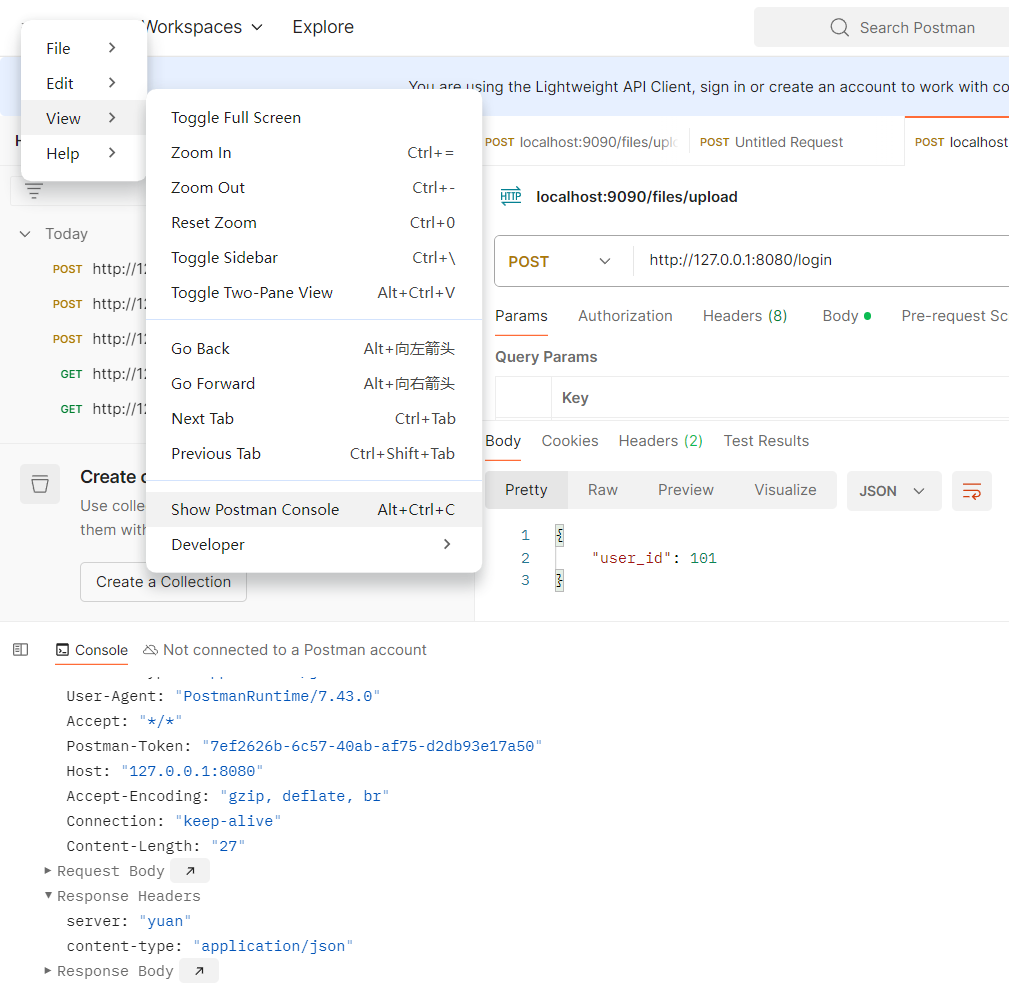 Workspaces
Explore
Search Postman
File
Edit
View
Help
You are using the Lightweight API Client, sign in or create an account to work with co
Toggle Full Screen
Zoom In Ctrl+=
Zoom Out Ctrl+-
Reset Zoom Ctrl+0
Toggle Sidebar Ctrl+\
Toggle Two-Pane View Alt+Ctrl+V
Go Back Alt+向左箭头
Go Forward Alt+向右箭头
Next Tab Ctrl+Tab
Previous Tab Ctrl+Shift+Tab
Show Postman Console Alt+Ctrl+C
Developer
Today
POST http://12
POST http://12
POST http://12
GET http://12
GET http://12
Create c
Use colle
them with
Create a Collection
POST localhost:9090/files/uplo
POST Untitled Request
POST localhost
HTTP localhost:9090/files/upload
POST http://127.0.0.1:8080/login
Params Authorization Headers (8) Body Pre-request Sc
Query Params
Key
Body Cookies Headers (2) Test Results
Pretty Raw Preview Visualize JSON
1 {
2 "user_id": 101
3 }
Console Not connected to a Postman account
User-Agent: "PostmanRuntime/7.43.0"
Accept: "*/*"
Postman-Token: "7ef2626b-6c57-40ab-af75-d2db93e17a50"
Host: "127.0.0.1:8080"
Accept-Encoding: "gzip, deflate, br"
Connection: "keep-alive"
Content-Length: "27"
Request Body
Response Headers
server: "yuan"
content-type: "application/json"
Response Body